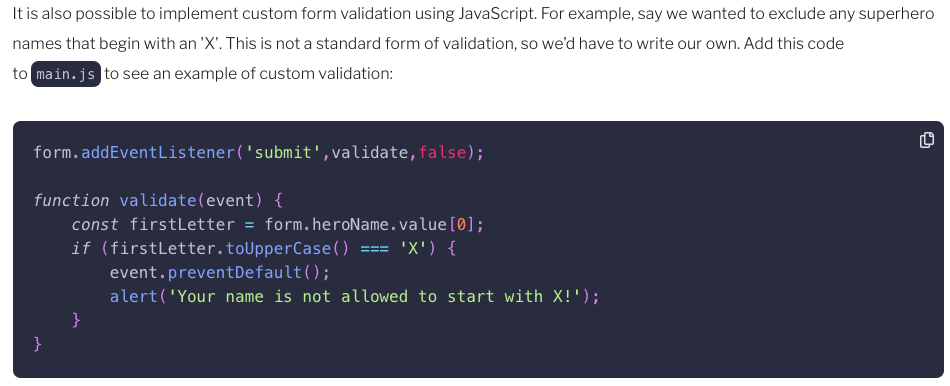 It is also possible to implement custom form validation using JavaScript. For example, say we wanted to exclude any superhero
names that begin with an 'X'. This is not a standard form of validation, so we’d have to write our own. Add this code
to main.js to see an example of custom validation:
form.addEventListener('submit',validate,false);
function validate(event) {
    const firstLetter = form.heroName.value[0];
    if (firstLetter.toUpperCase() === 'X') {
        event.preventDefault();
        alert('Your name is not allowed to start with X!');
    }
}